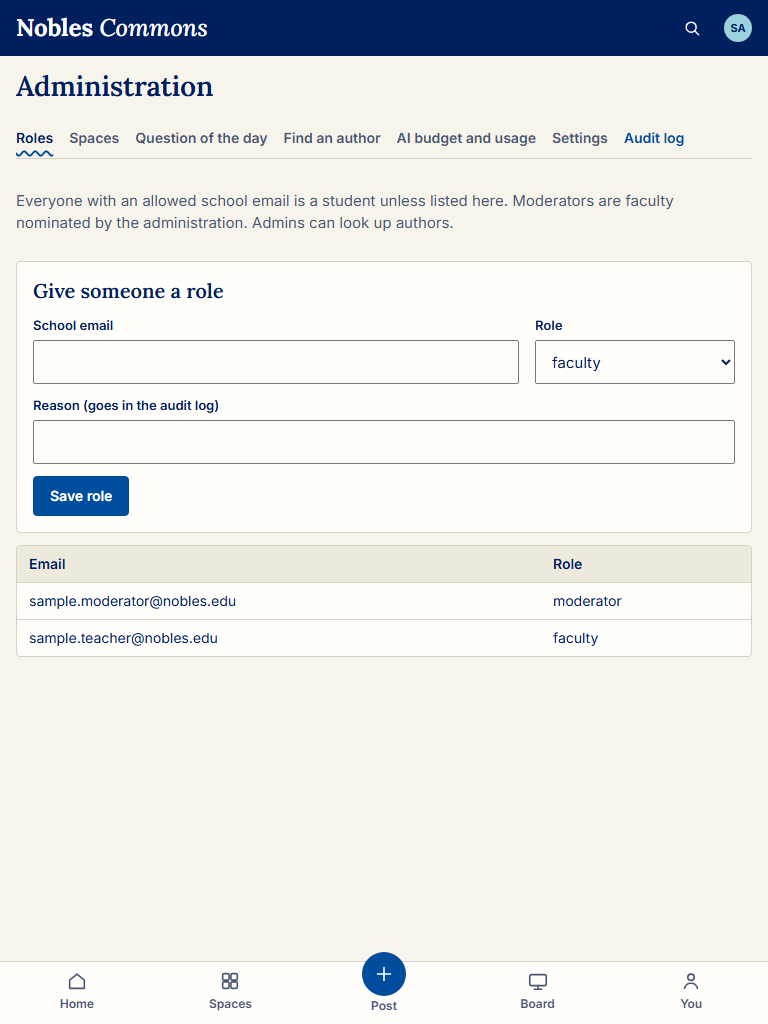 Nobles Commons
SA
Administration
Roles Spaces Question of the day Find an author AI budget and usage Settings Audit log
Everyone with an allowed school email is a student unless listed here. Moderators are faculty
nominated by the administration. Admins can look up authors.
Give someone a role
School email Role
faculty
Reason (goes in the audit log)
Save role
Email Role
sample.moderator@nobles.edu moderator
sample.teacher@nobles.edu faculty
Home Spaces Post Board You